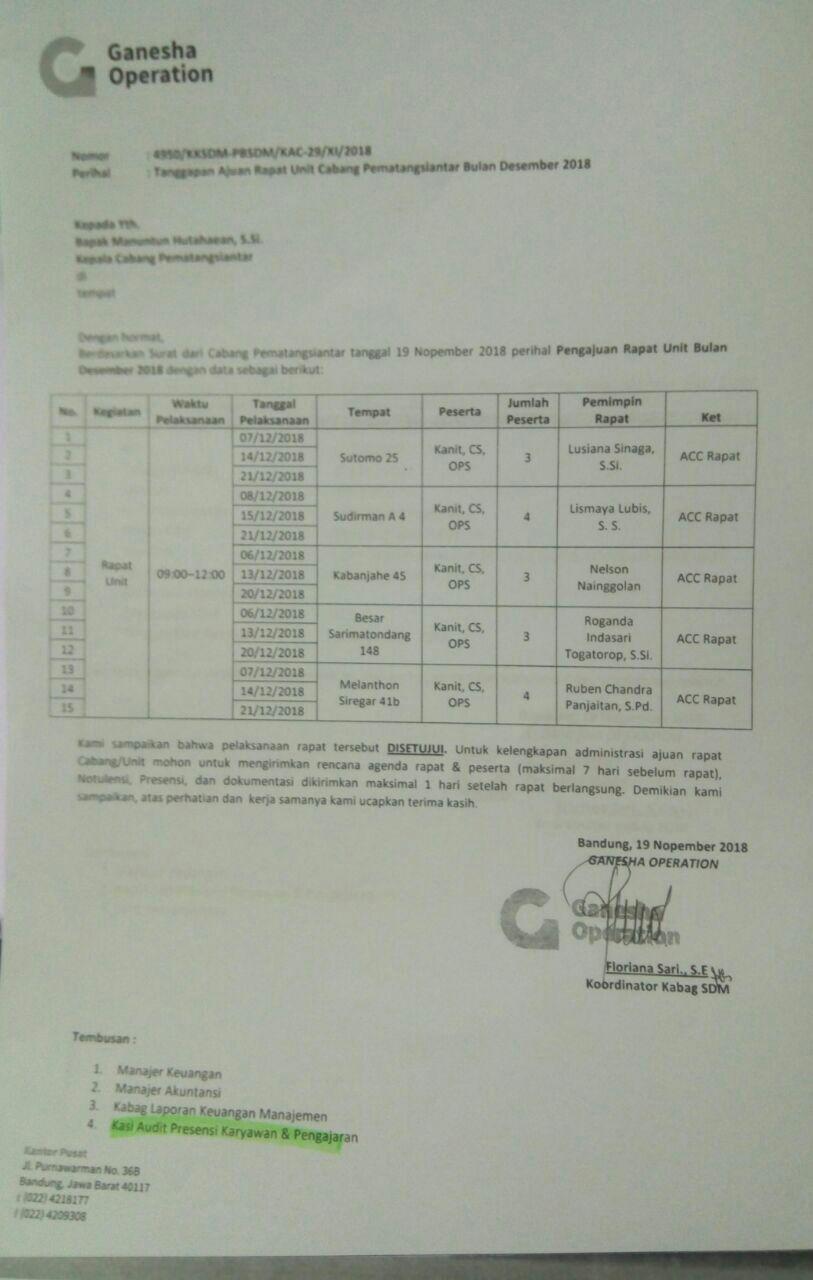 Ganesha
Operation
Nomor : 4950/KKSDM-PBSDM/KAC-29/XI/2018
Perihal : Tanggapan Ajuan Rapat Unit Cabang Pematangsiantar Bulan Desember 2018
Kepada Yth.
Bapak Manuntun Hutahaean, S.Si.
Kepala Cabang Pematangsiantar
di
tempat
Dengan hormat,
Berdasarkan Surat dari Cabang Pematangsiantar tanggal 19 Nopember 2018 perihal Pengajuan Rapat Unit Bulan
Desember 2018 dengan data sebagai berikut:
No. Kegiatan Waktu Pelaksanaan Tanggal Pelaksanaan Tempat Peserta Jumlah Peserta Pemimpin Rapat Ket
Rapat Unit 09:00–12:00
1 07/12/2018
2 14/12/2018 Sutomo 25 Kanit, CS, OPS 3 Lusiana Sinaga, S.Si. ACC Rapat
3 21/12/2018
4 08/12/2018
5 15/12/2018 Sudirman A 4 Kanit, CS, OPS 4 Lismaya Lubis, S. S. ACC Rapat
6 21/12/2018
7 06/12/2018
8 13/12/2018 Kabanjahe 45 Kanit, CS, OPS 3 Nelson Nainggolan ACC Rapat
9 20/12/2018
10 06/12/2018
11 13/12/2018 Besar Sarimatondang 148 Kanit, CS, OPS 3 Roganda Indasari Togatorop, S.Si. ACC Rapat
12 20/12/2018
13 07/12/2018
14 14/12/2018 Melanthon Siregar 41b Kanit, CS, OPS 4 Ruben Chandra Panjaitan, S.Pd. ACC Rapat
15 21/12/2018
Kami sampaikan bahwa pelaksanaan rapat tersebut DISETUJUI. Untuk kelengkapan administrasi ajuan rapat
Cabang/Unit mohon untuk mengirimkan rencana agenda rapat & peserta (maksimal 7 hari sebelum rapat),
Notulensi, Presensi, dan dokumentasi dikirimkan maksimal 1 hari setelah rapat berlangsung. Demikian kami
sampaikan, atas perhatian dan kerja samanya kami ucapkan terima kasih.
Bandung, 19 Nopember 2018
GANESHA OPERATION
Ganesha
Operation
Floriana Sari., S.E
Koordinator Kabag SDM
Tembusan :
1. Manajer Keuangan
2. Manajer Akuntansi
3. Kabag Laporan Keuangan Manajemen
4. Kasi Audit Presensi Karyawan & Pengajaran
Kantor Pusat
Jl. Purnawarman No. 36B
Bandung, Jawa Barat 40117
t (022) 4218177
f (022) 4209308